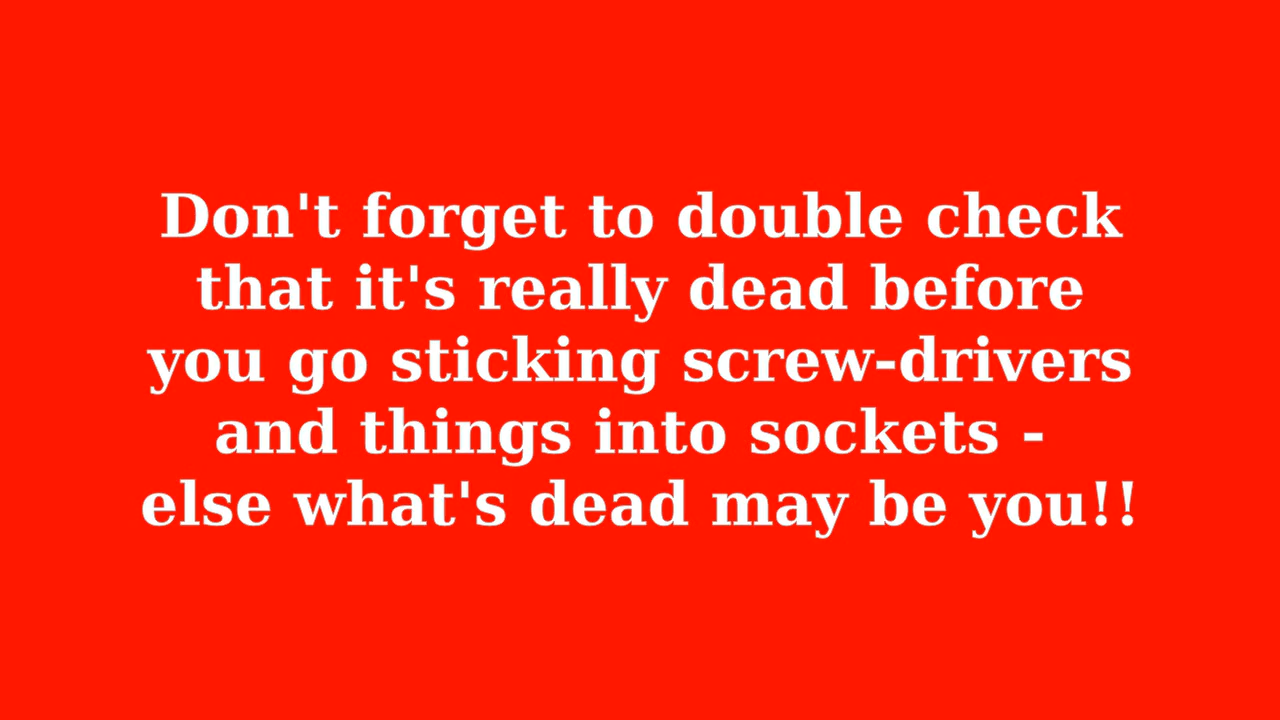 Don't forget to double check
that it's really dead before
you go sticking screw-drivers
and things into sockets -
else what's dead may be you!!